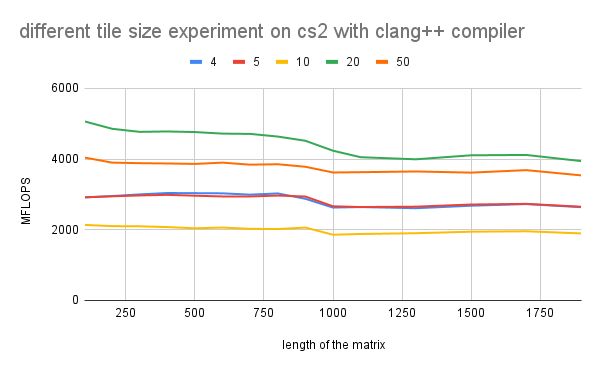 different tile size experiment on cs2 with clang++ compiler
4 5 10 20 50
6000
4000
2000
0
MFLOPS
250 500 750 1000 1250 1500 1750
length of the matrix